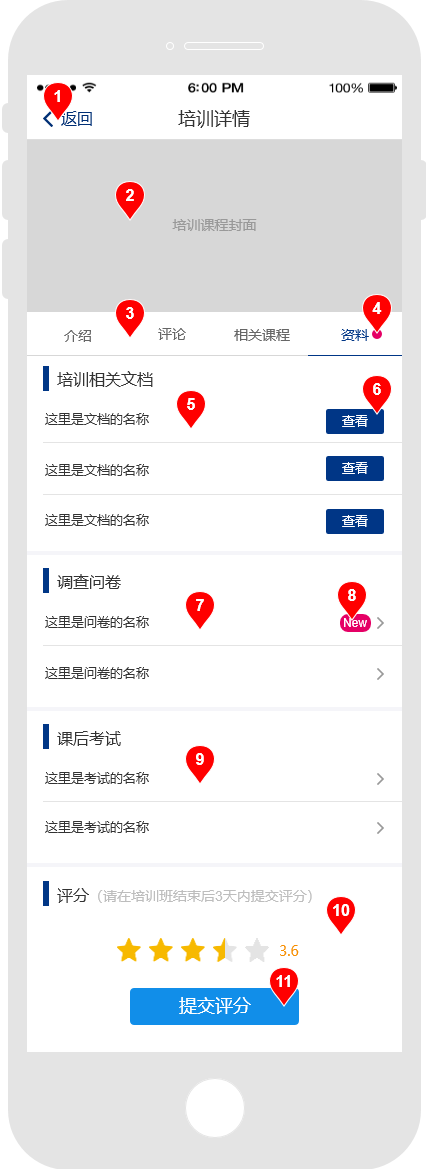 6:00 PM 100%
1
返回 培训详情
2
培训课程封面
3 4
介绍 评论 相关课程 资料
培训相关文档
5 6
这里是文档的名称 查看
这里是文档的名称 查看
这里是文档的名称 查看
调查问卷
7 8
这里是问卷的名称 New
这里是问卷的名称
课后考试
9
这里是考试的名称
这里是考试的名称
评分（请在培训班结束后3天内提交评分）
10
3.6
11
提交评分